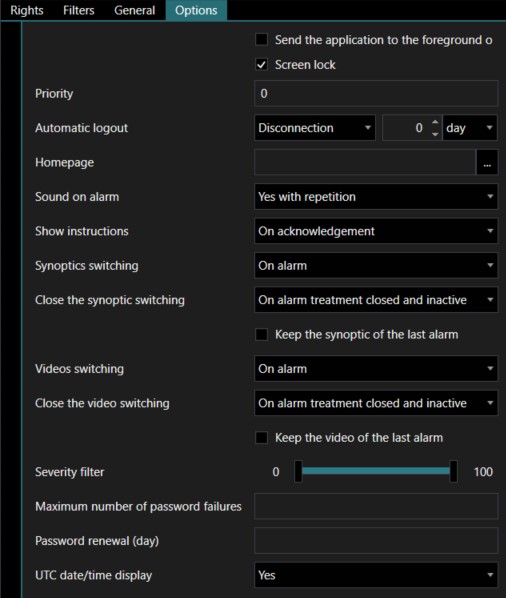 Rights Filters General Options
Send the application to the foreground o
Screen lock
Priority 0
Automatic logout Disconnection 0 day
Homepage ...
Sound on alarm Yes with repetition
Show instructions On acknowledgement
Synoptics switching On alarm
Close the synoptic switching On alarm treatment closed and inactive
Keep the synoptic of the last alarm
Videos switching On alarm
Close the video switching On alarm treatment closed and inactive
Keep the video of the last alarm
Severity filter 0 100
Maximum number of password failures
Password renewal (day)
UTC date/time display Yes